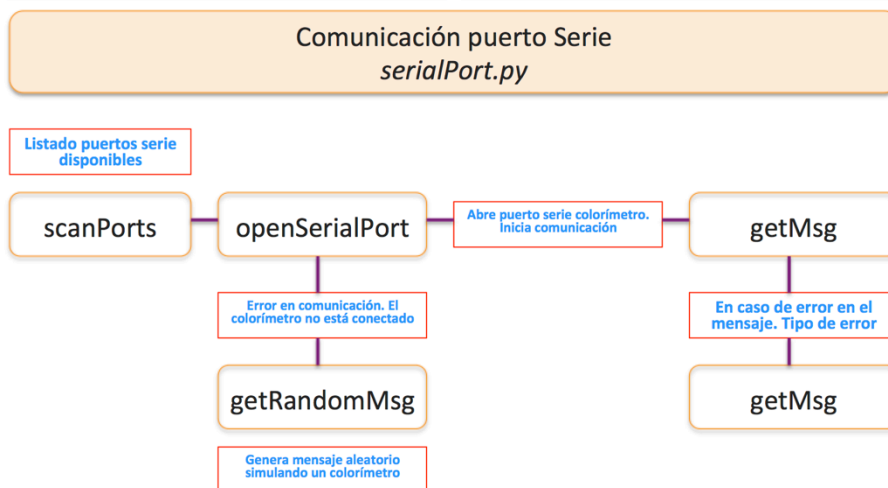 Comunicación puerto Serie
serialPort.py
Listado puertos serie
disponibles
scanPorts
openSerialPort
Abre puerto serie colorímetro.
Inicia comunicación
getMsg
Error en comunicación. El
colorímetro no está conectado
En caso de error en el
mensaje. Tipo de error
getRandomMsg
getMsg
Genera mensaje aleatorio
simulando un colorímetro